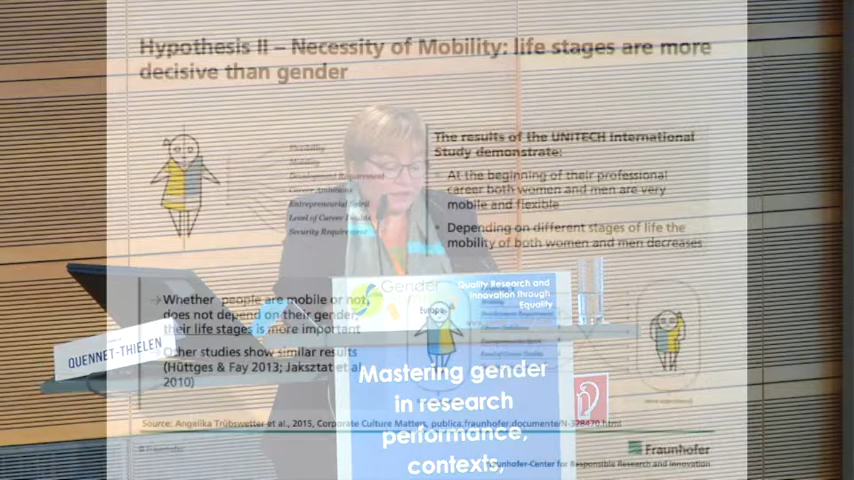 Hypothesis II – Necessity of Mobility: life stages are more
decisive than gender
Flexibility
Mobility
Development Requirement
Career Ambitions
Entrepreneurial Spirit
Level of Career Heights
Security Requirement
The results of the UNITECH International
Study demonstrate:
At the beginning of their professional
career both women and men are very
mobile and flexible
Depending on different stages of life the
mobility of both women and men decreases
→Whether people are mobile or not,
does not depend on their gender,
their life stages is more important
→Other studies show similar results
(Hüttges & Fay 2013; Jaksztat et al
2010)
QUENNET-THIELEN
Gender
Europe
Quality Research and
Innovation through
Equality
Mastering gender
in research
performance,
contexts,
Source: Angelika Trübswetter et al., 2015, Corporate Culture Matters, publica.fraunhofer.documente/N-328470.html
© Fraunhofer
Fraunhofer
Fraunhofer-Center for Responsible Research and Innovation